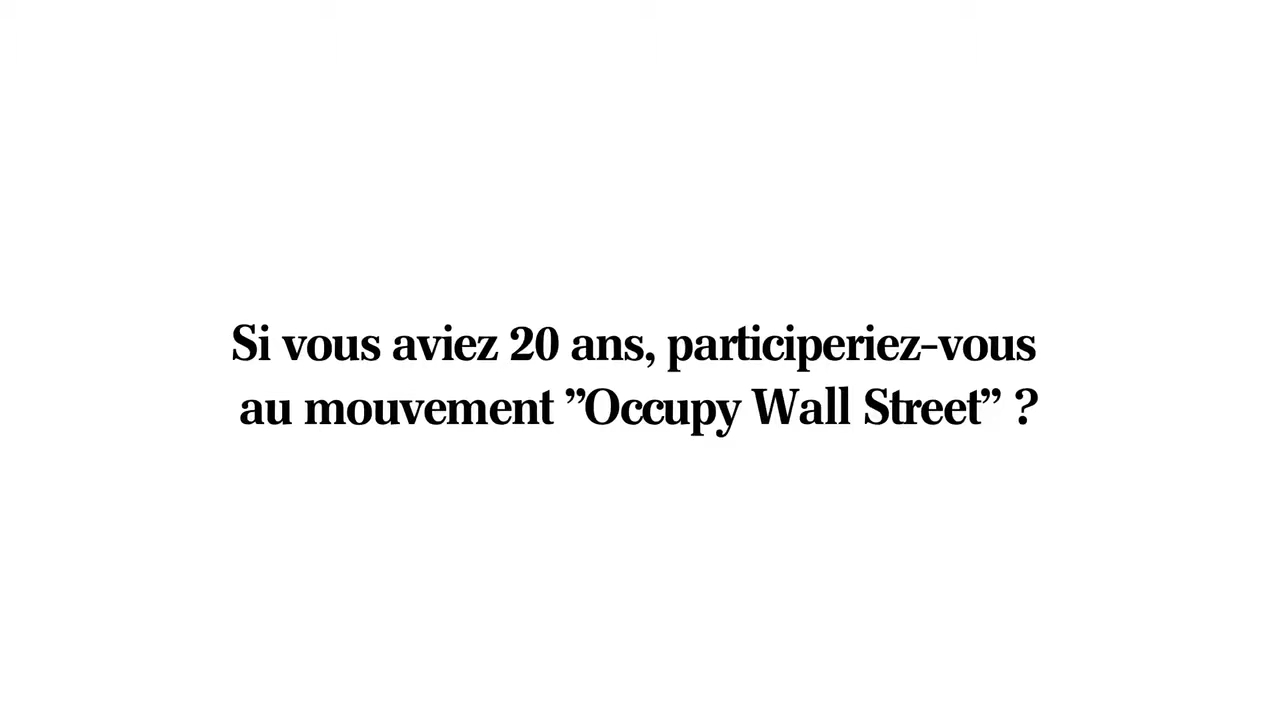 Si vous aviez 20 ans, participeriez-vous
au mouvement ”Occupy Wall Street” ?